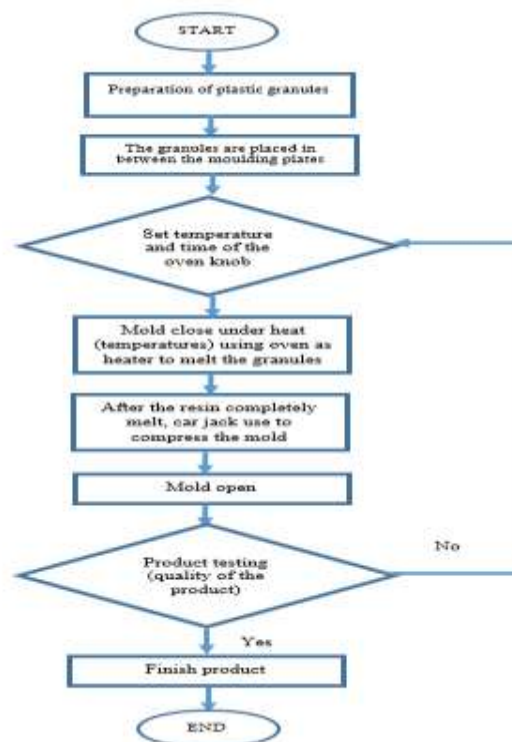 START
Preparation of plastic granules
The granules are placed in
between the moulding plates
Set temperature
and time of the
oven knob
Mold close under heat
(temperatures) using oven as
heater to melt the granules
After the resin completely
melt, car jack use to
compress the mold
Mold open
Product testing
(quality of the
product)
No
Yes
Finish product
END